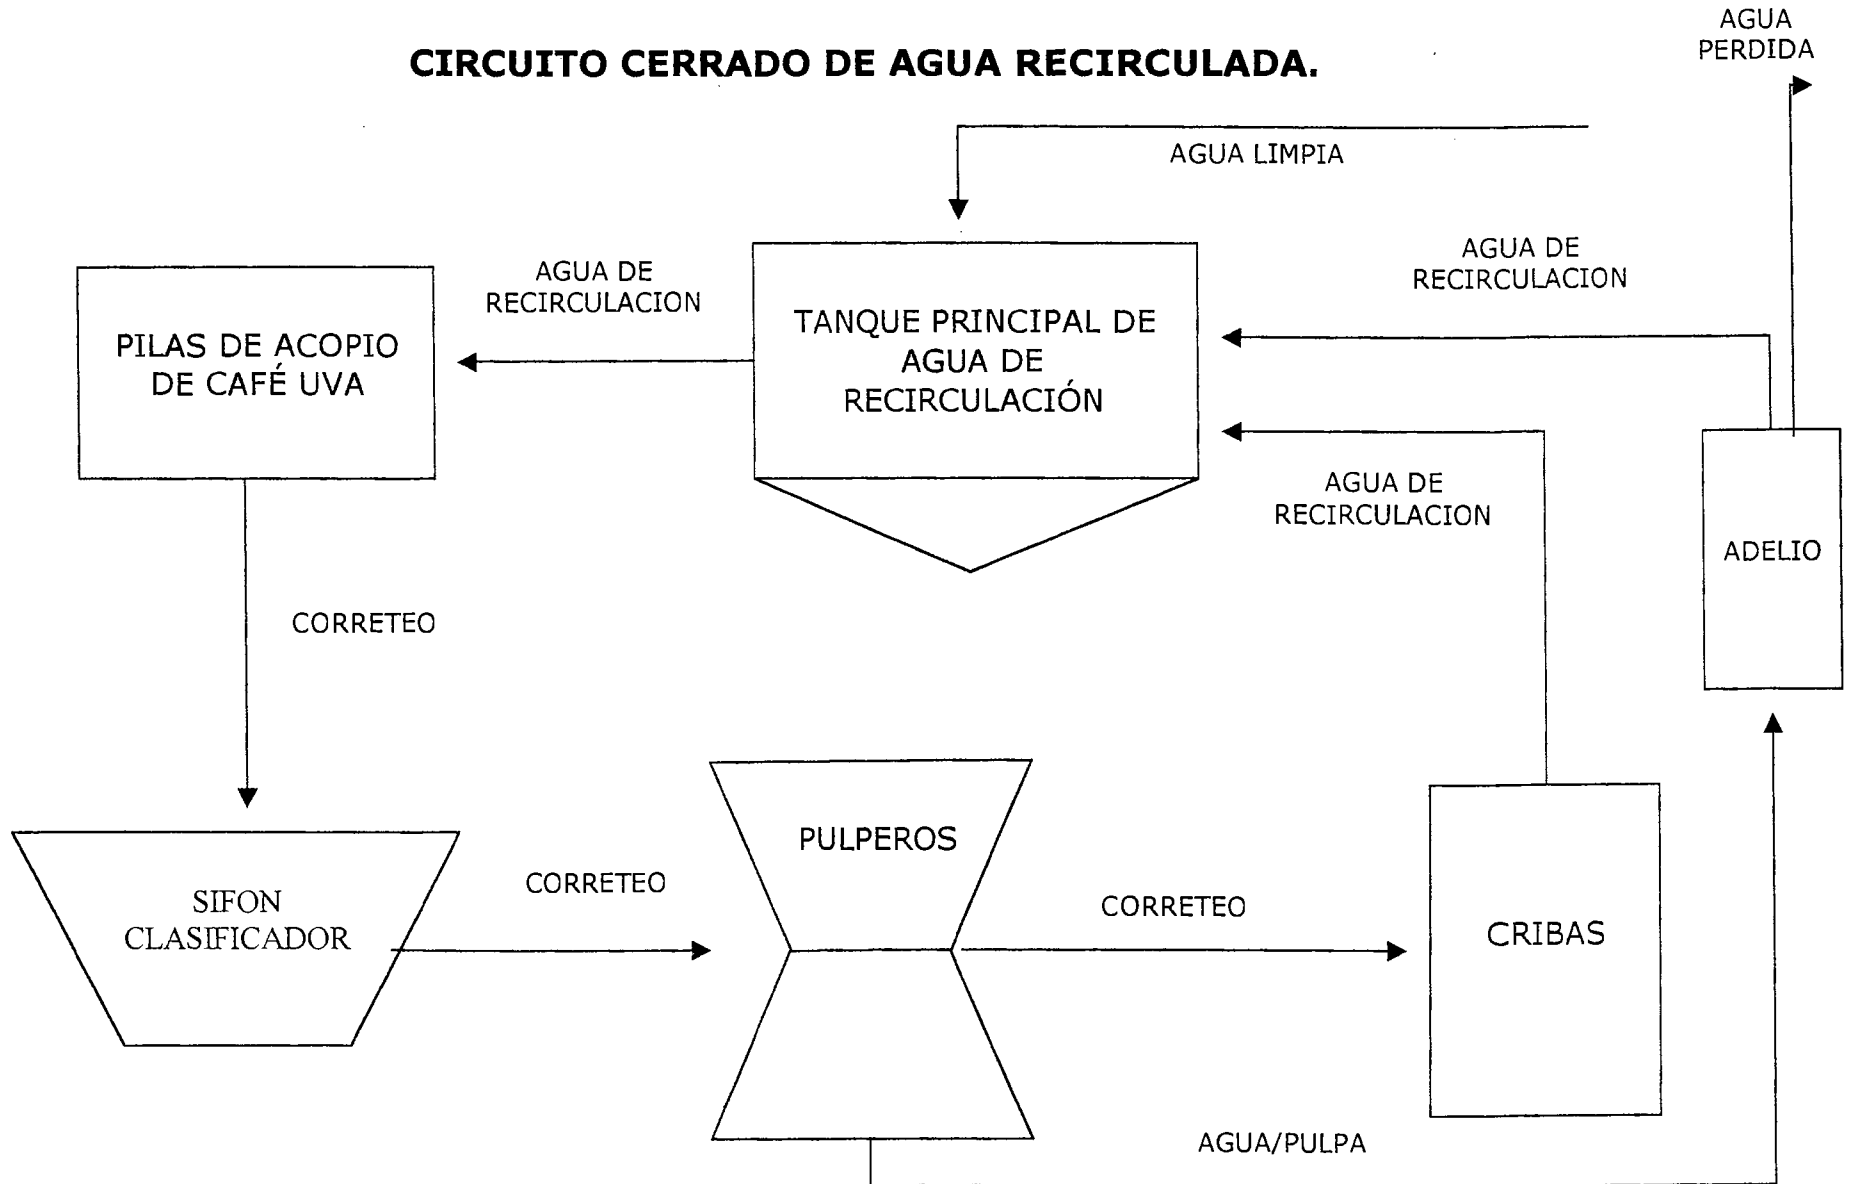 AGUA
PERDIDA
CIRCUITO CERRADO DE AGUA RECIRCULADA.
AGUA LIMPIA
AGUA DE
RECIRCULACION
AGUA DE
RECIRCULACION
TANQUE PRINCIPAL DE
AGUA DE
RECIRCULACIÓN
PILAS DE ACOPIO
DE CAFÉ UVA
AGUA DE
RECIRCULACION
ADELIO
CORRETEO
PULPEROS
SIFON
CLASIFICADOR
CORRETEO
CORRETEO
CRIBAS
AGUA/PULPA